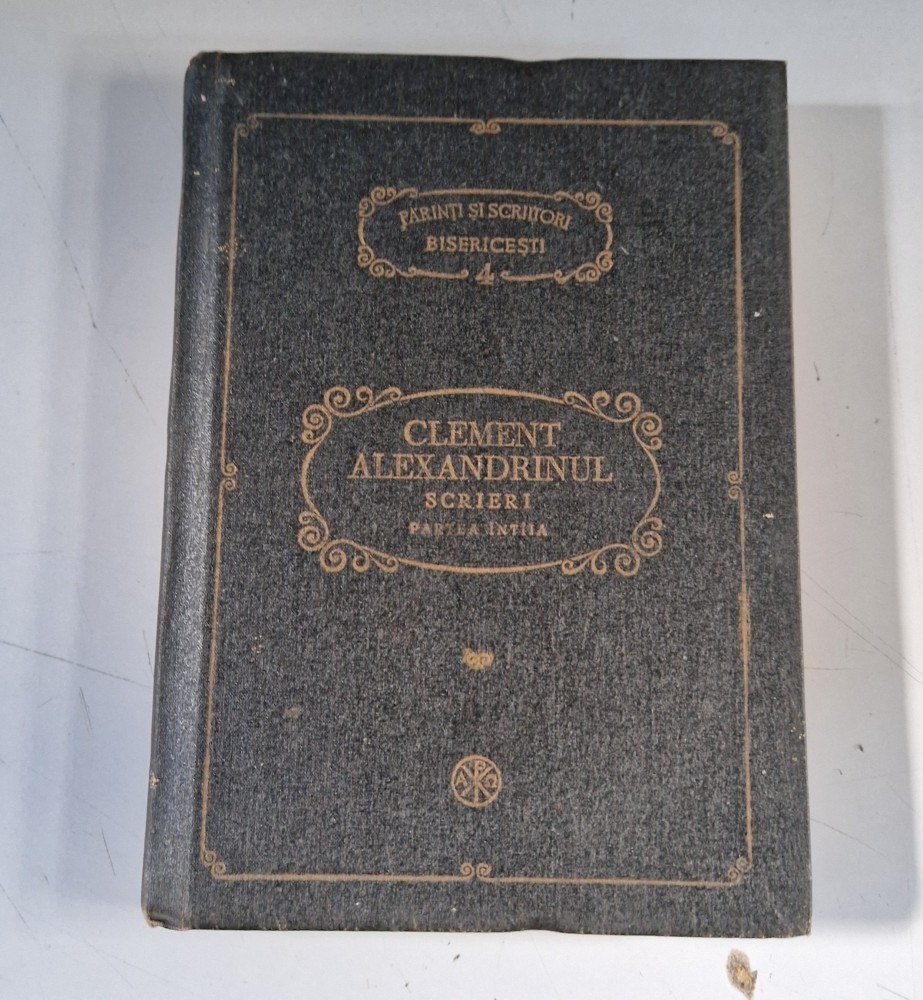 PĂRINȚI ȘI SCRIITORI
BISERICEȘTI
4
CLEMENT
ALEXANDRINUL
SCRIERI
PARTEA ÎNTÎIA
A P Ω